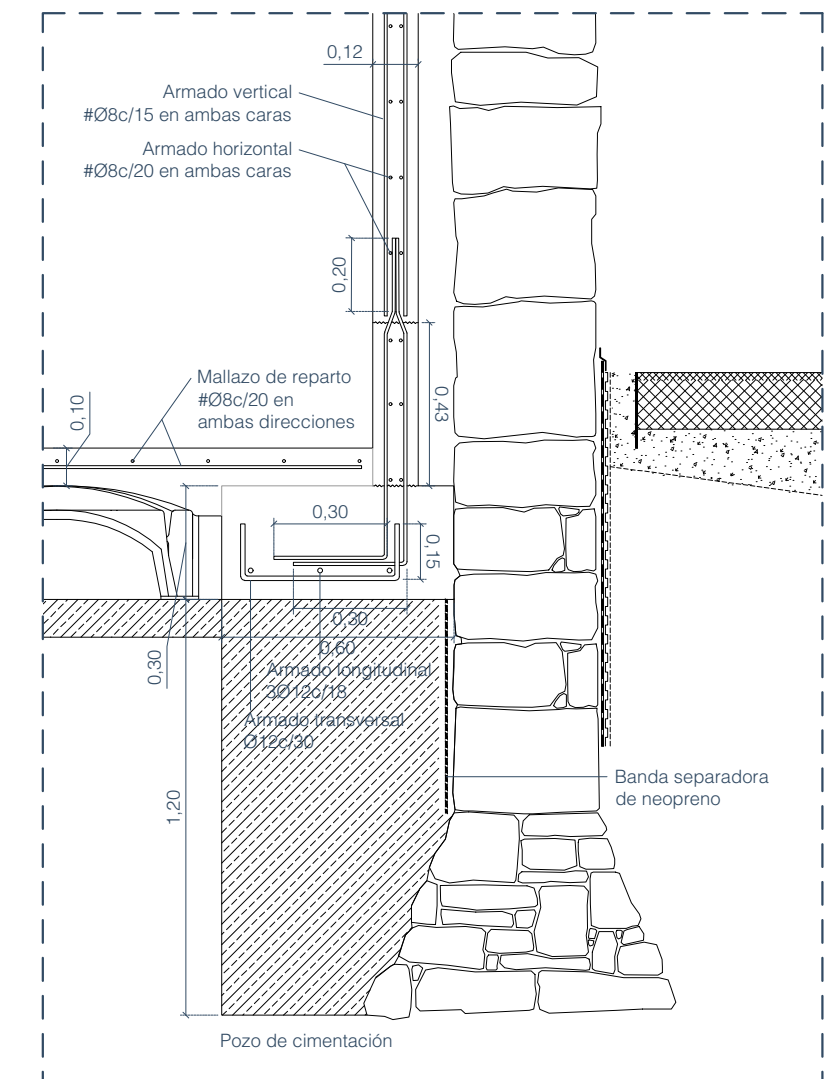 0,12
Armado vertical
#Ø8c/15 en ambas caras
Armado horizontal
#Ø8c/20 en ambas caras
0,20
Mallazo de reparto
#Ø8c/20 en
ambas direcciones
0,10
0,43
0,30
0,15
0,30
0,60
0,30
Armado longitudinal
3Ø12c/18
Armado transversal
Ø12c/30
Banda separadora
de neopreno
1,20
Pozo de cimentación